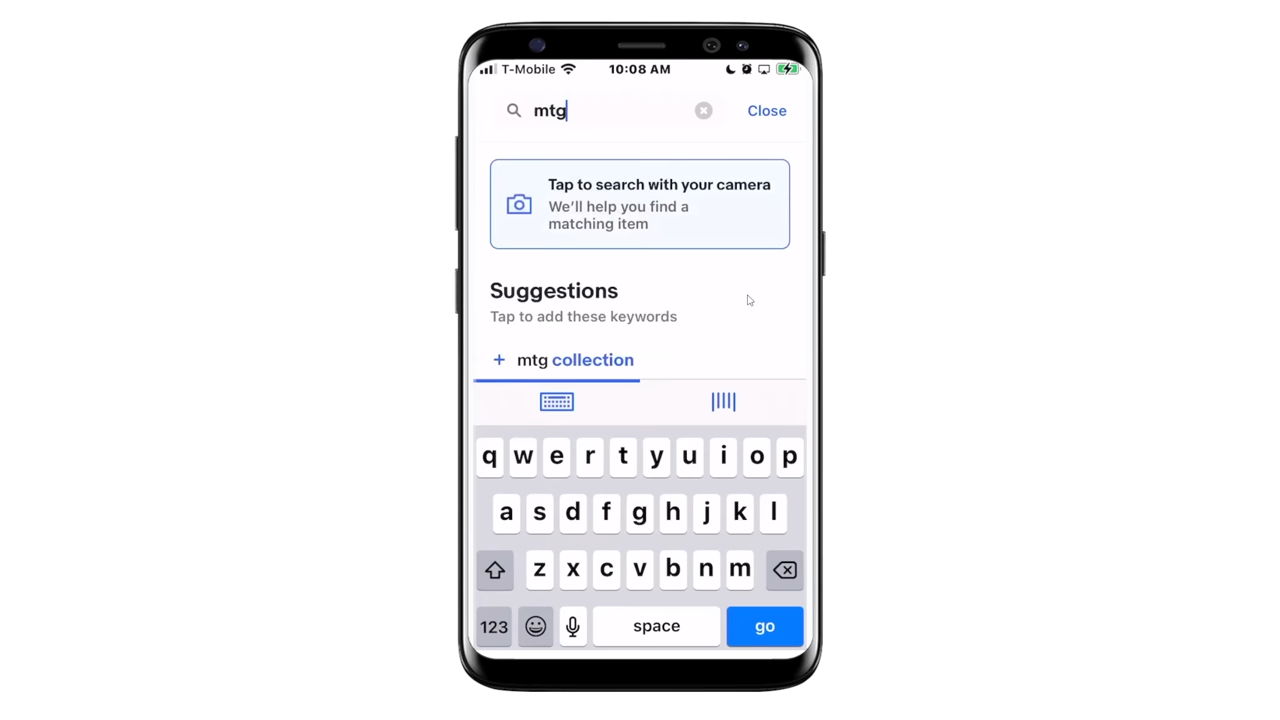 T-Mobile 10:08 AM
mtg Close
Tap to search with your camera
We'll help you find a
matching item
Suggestions
Tap to add these keywords
+ mtg collection
q w e r t y u i o p
a s d f g h j k l
z x c v b n m
123 space go